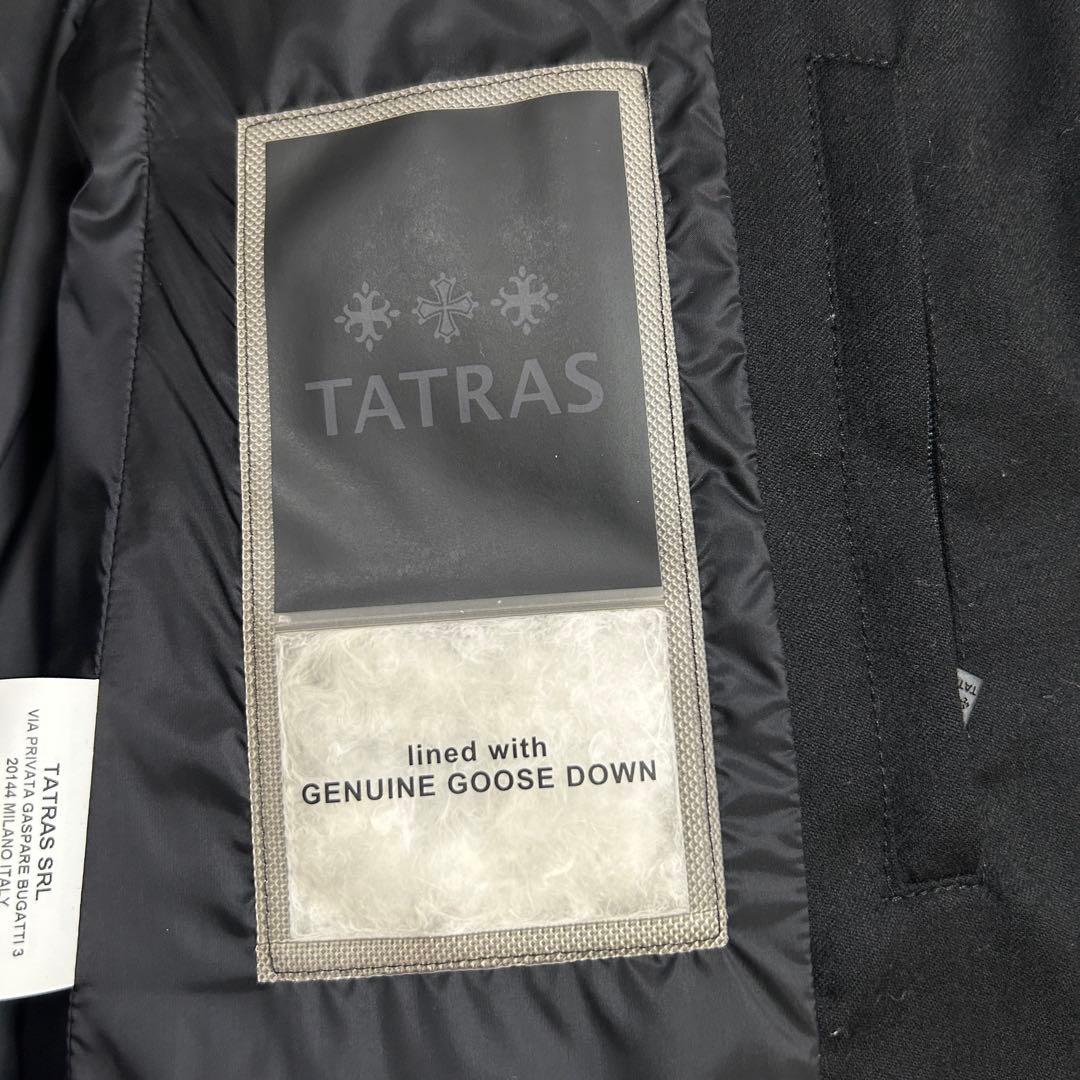 TATRAS
lined with
GENUINE GOOSE DOWN
TATRAS SRL
VIA PRIVATA GASPARE BUGATTI 3
20144 MILANO ITALY